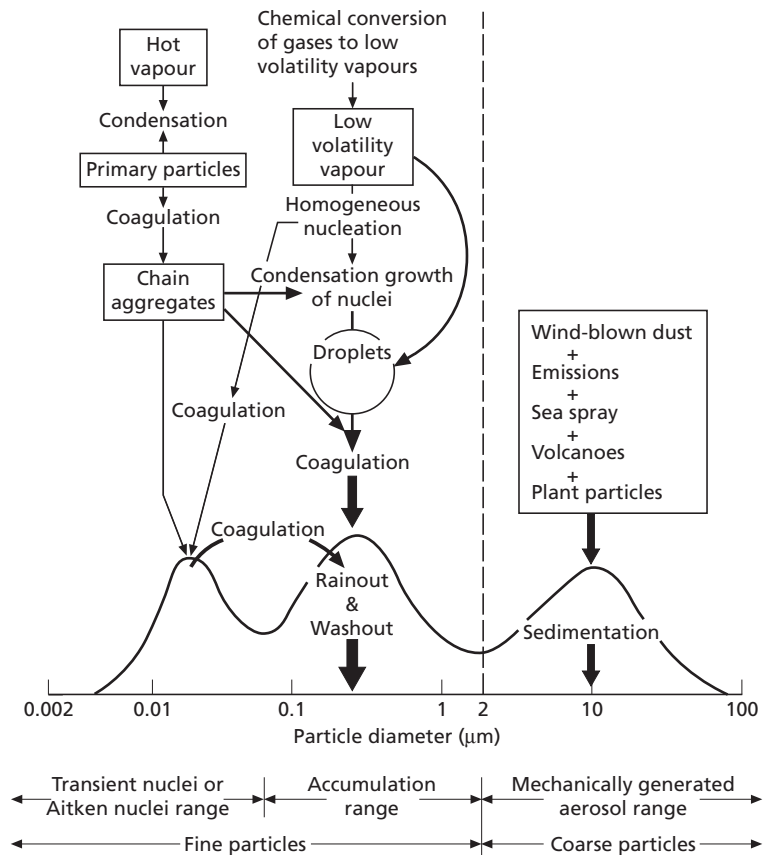 Hot
vapour
Condensation
Primary particles
Coagulation
Chain
aggregates
Chemical conversion
of gases to low
volatility vapours
Low
volatility
vapour
Homogeneous
nucleation
Condensation growth
of nuclei
Droplets
Coagulation
Coagulation
Coagulation
Rainout
&
Washout
Wind-blown dust
+
Emissions
+
Sea spray
+
Volcanoes
+
Plant particles
Sedimentation
0.002
0.01
0.1
1
2
10
100
Particle diameter (μm)
Transient nuclei or
Aitken nuclei range
Accumulation
range
Mechanically generated
aerosol range
Fine particles
Coarse particles